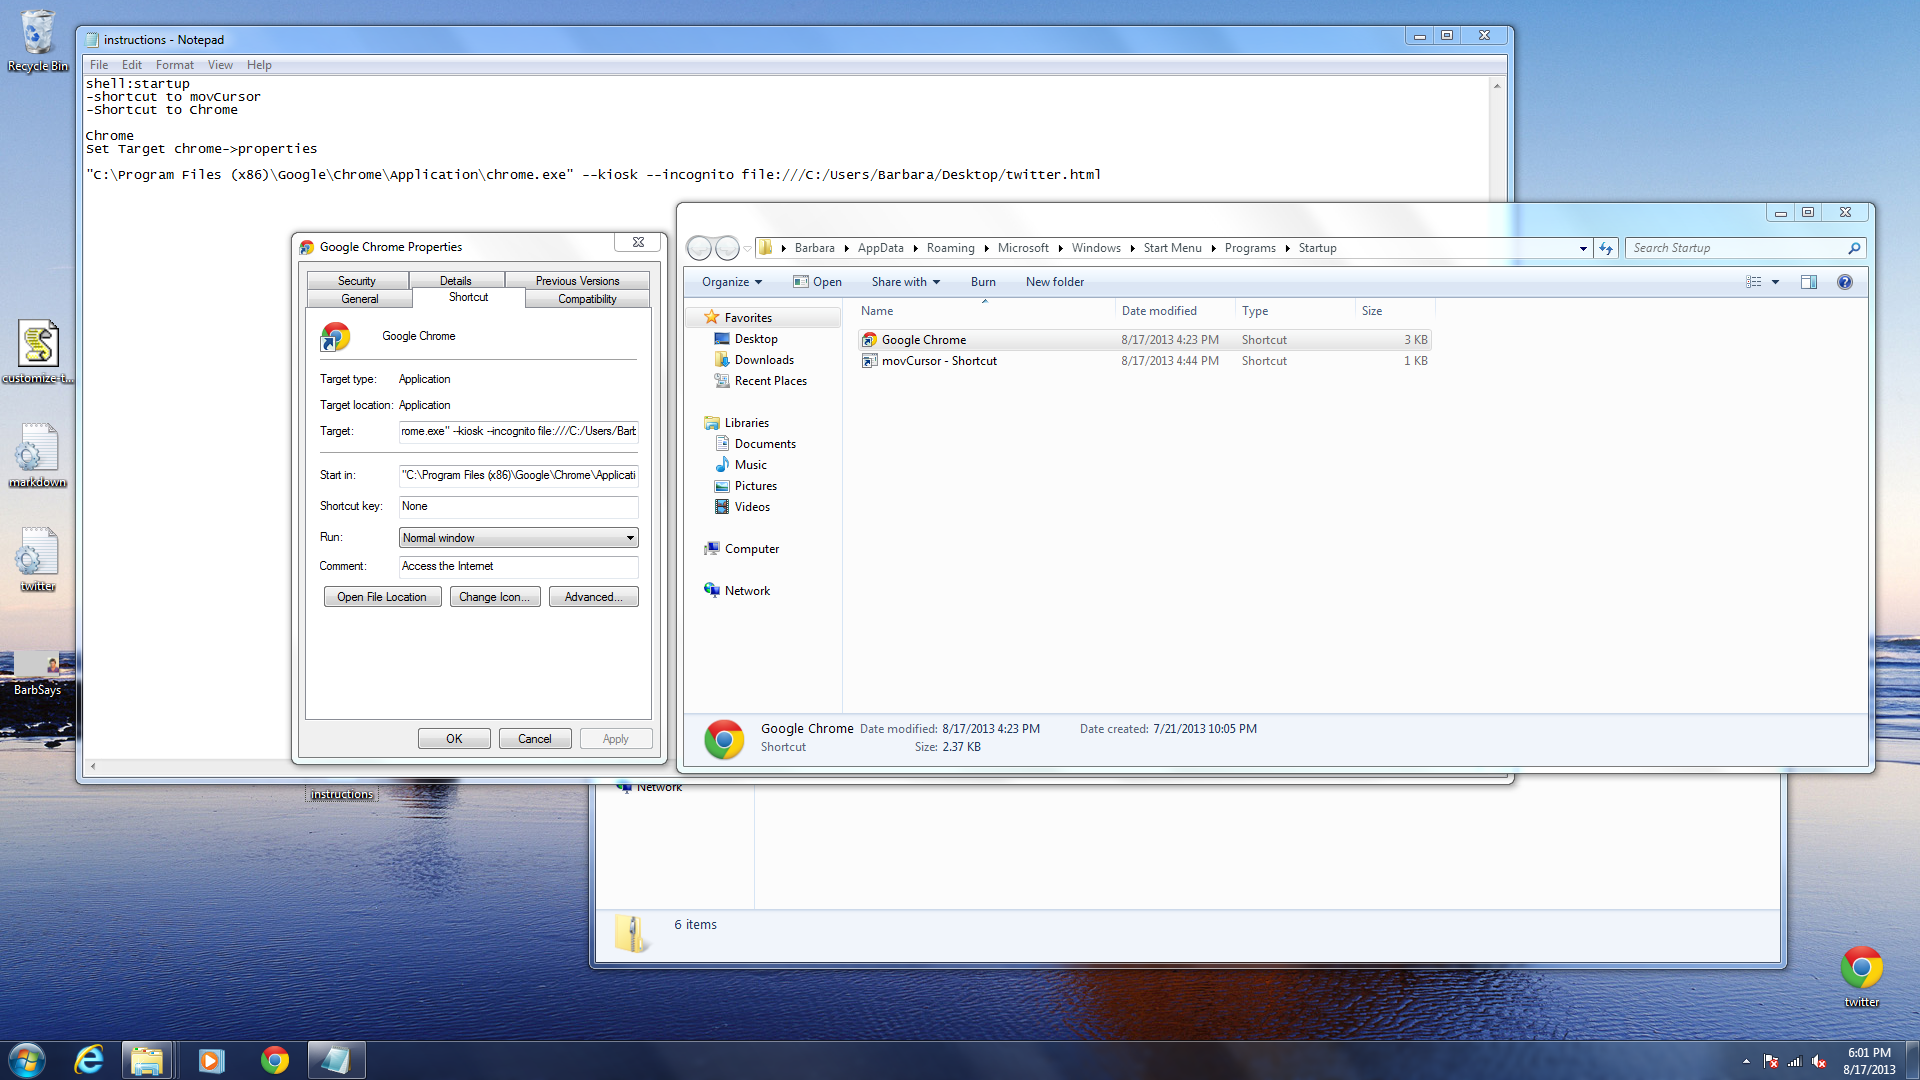 Recycle Bin
instructions - Notepad
File Edit Format View Help
shell:startup
-shortcut to movCursor
-Shortcut to Chrome
Chrome
Set Target chrome->properties
"C:\Program Files (x86)\Google\Chrome\Application\chrome.exe" --kiosk --incognito file:///C:/Users/Barbara/Desktop/twitter.html
customize-t...
markdown
twitter
BarbSays
Google Chrome Properties
Security Details Previous Versions
General Shortcut Compatibility
Google Chrome
Target type: Application
Target location: Application
Target: rome.exe" --kiosk --incognito file:///C:/Users/Barb
Start in: "C:\Program Files (x86)\Google\Chrome\Applicati
Shortcut key: None
Run: Normal window
Comment: Access the Internet
Open File Location Change Icon... Advanced...
OK Cancel Apply
Barbara AppData Roaming Microsoft Windows Start Menu Programs Startup
Search Startup
Organize Open Share with Burn New folder
Name Date modified Type Size
Google Chrome 8/17/2013 4:23 PM Shortcut 3 KB
movCursor - Shortcut 8/17/2013 4:44 PM Shortcut 1 KB
Favorites
Desktop
Downloads
Recent Places
Libraries
Documents
Music
Pictures
Videos
Computer
Network
Google Chrome Date modified: 8/17/2013 4:23 PM Date created: 7/21/2013 10:05 PM
Shortcut Size: 2.37 KB
instructions
Network
6 items
twitter
6:01 PM
8/17/2013